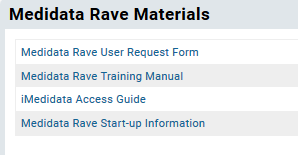 Medidata Rave Materials
Medidata Rave User Request Form
Medidata Rave Training Manual
iMedidata Access Guide
Medidata Rave Start-up Information